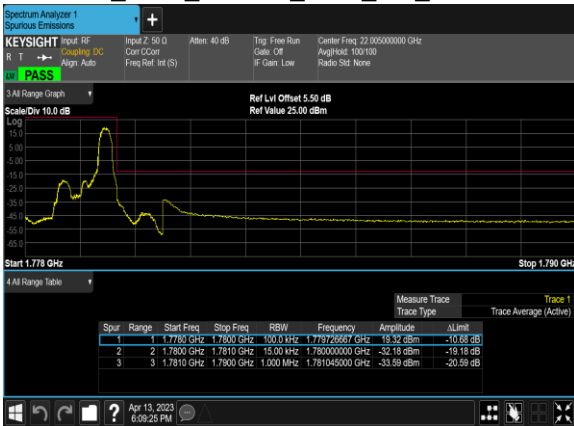 Spectrum Analyzer 1
Spurious Emissions
KEYSIGHT Input: RF Input Z: 50 Ω Atten: 40 dB Trig: Free Run Center Freq: 22.005000000 GHz
R T Coupling: DC Corr CCorr Gate: Off Avg|Hold: 100/100
Align: Auto Freq Ref: Int (S) IF Gain: Low Radio Std: None
PASS
3 All Range Graph
Ref Lvl Offset 5.50 dB
Scale/Div 10.0 dB Ref Value 25.00 dBm
Log
15.0
5.00
-5.00
-15.0
-25.0
-35.0
-45.0
-55.0
-65.0
Start 1.778 GHz Stop 1.790 GHz
4 All Range Table
Measure Trace Trace 1
Trace Type Trace Average (Active)
Spur Range Start Freq Stop Freq RBW Frequency Amplitude ΔLimit
1 1 1.7780 GHz 1.7800 GHz 100.0 kHz 1.779726667 GHz 19.32 dBm -10.68 dB
2 2 1.7800 GHz 1.7810 GHz 15.00 kHz 1.780000000 GHz -32.18 dBm -19.18 dB
3 3 1.7810 GHz 1.7900 GHz 1.000 MHz 1.781045000 GHz -33.59 dBm -20.59 dB
? Apr 13, 2023
6:09:25 PM